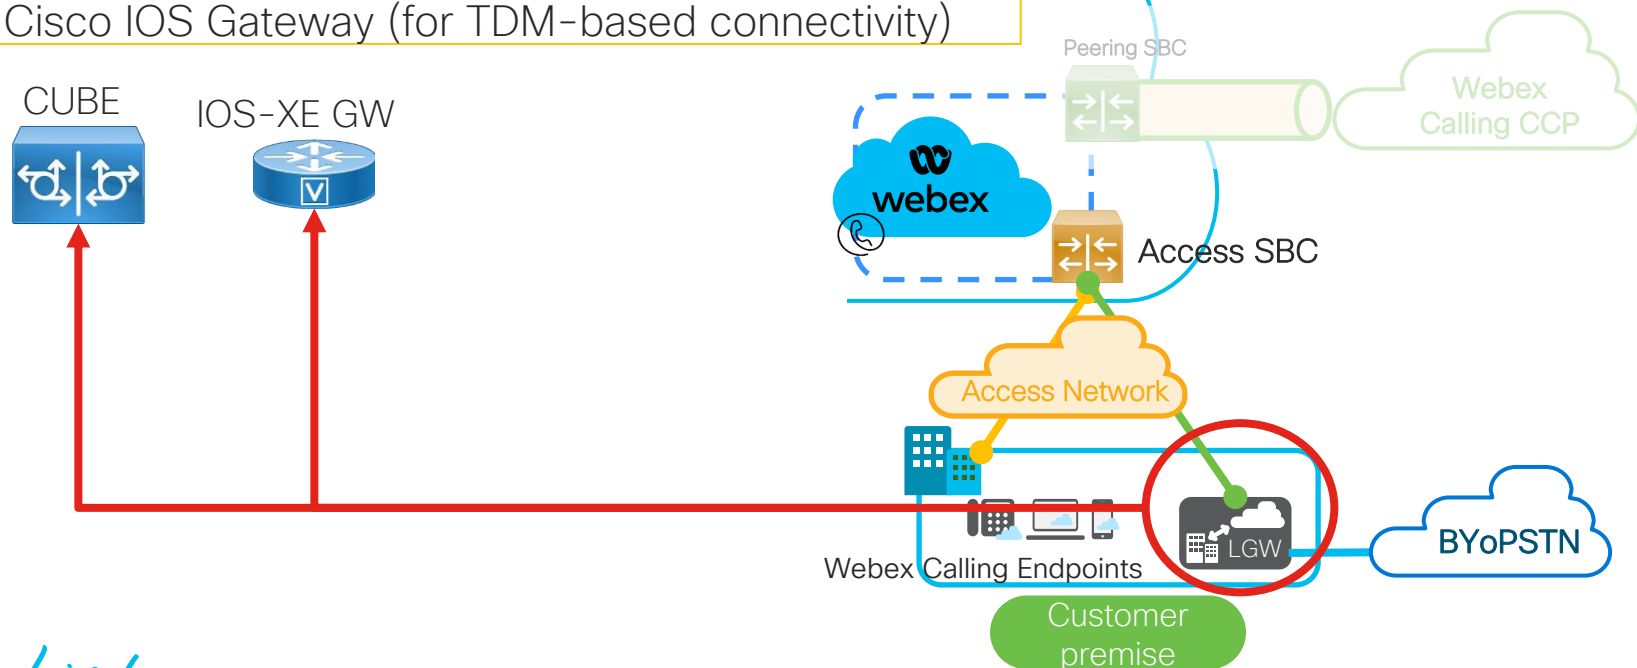 Cisco IOS Gateway (for TDM-based connectivity)
CUBE
IOS-XE GW
V
Peering SBC
Webex
Calling CCP
webex
Access SBC
Access Network
LGW
BYoPSTN
Webex Calling Endpoints
Customer
premise